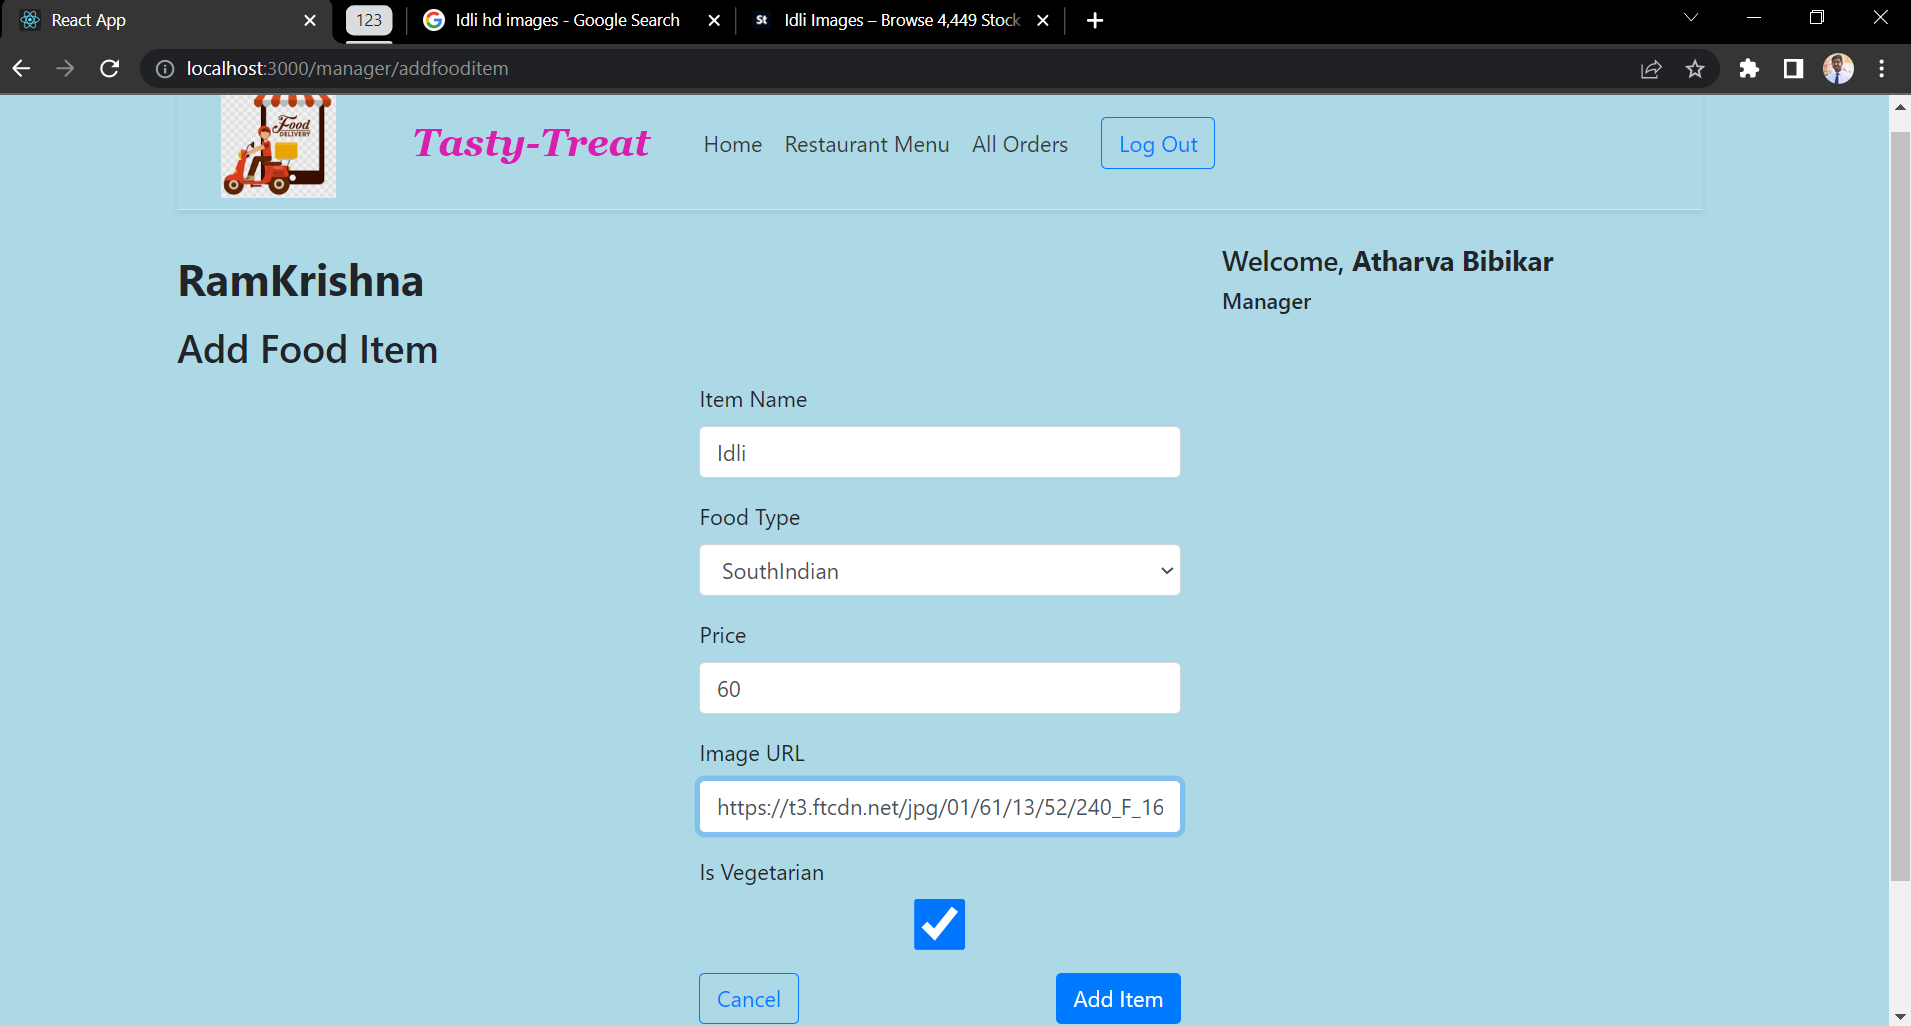 React App
123
Idli hd images - Google Search
St
Idli Images – Browse 4,449 Stock
localhost:3000/manager/addfooditem
Food
DELIVERY
Tasty-Treat
Home
Restaurant Menu
All Orders
Log Out
RamKrishna
Welcome, Atharva Bibikar
Manager
Add Food Item
Item Name
Idli
Food Type
SouthIndian
Price
60
Image URL
https://t3.ftcdn.net/jpg/01/61/13/52/240_F_16
Is Vegetarian
Cancel
Add Item